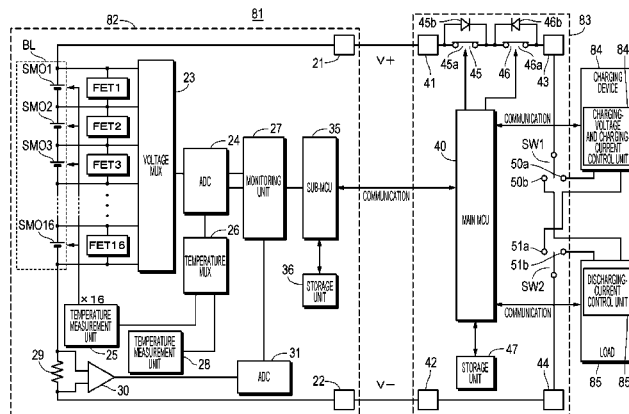 81
82
83
BL
SMO1
SMO2
SMO3
SMO16
FET1
FET2
FET3
FET16
23
VOLTAGE MUX
24
ADC
26
TEMPERATURE MUX
27
MONITORING UNIT
35
SUB-MCU
36
STORAGE UNIT
×16
TEMPERATURE MEASUREMENT UNIT
25
TEMPERATURE MEASUREMENT UNIT
28
29
30
31
ADC
21
22
V+
V−
COMMUNICATION
41
42
45b
46b
45a
45
46
46a
43
44
40
MAIN MCU
47
STORAGE UNIT
COMMUNICATION
COMMUNICATION
SW1
50a
50b
51a
51b
SW2
84
84
CHARGING DEVICE
CHARGING-VOLTAGE AND CHARGING-CURRENT CONTROL UNIT
DISCHARGING-CURRENT CONTROL UNIT
LOAD
85
85